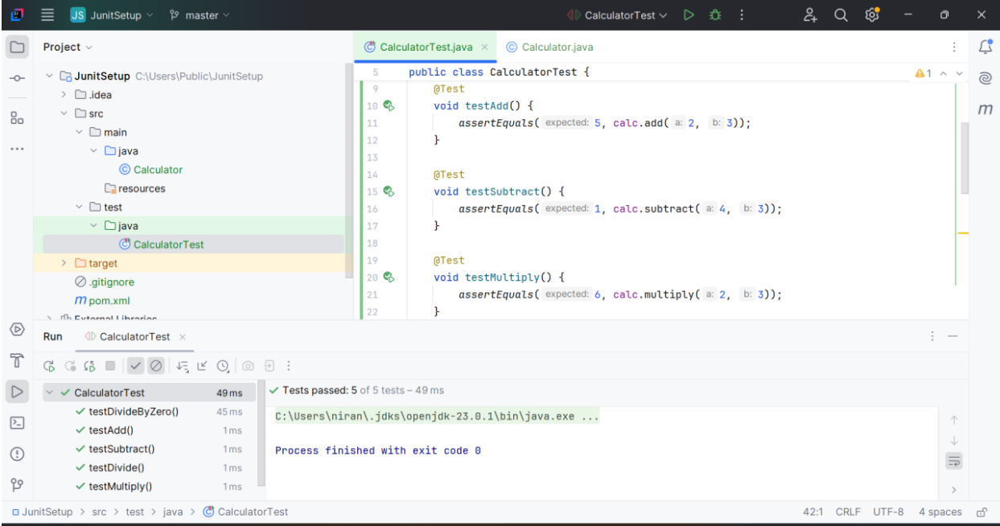 JS JunitSetup master CalculatorTest
Project
CalculatorTest.java Calculator.java
JunitSetup C:\Users\Public\JunitSetup
.idea
src
main
java
Calculator
resources
test
java
CalculatorTest
target
.gitignore
m pom.xml
External Libraries
5 public class CalculatorTest { 1
9 @Test
10 void testAdd() {
11 assertEquals( expected: 5, calc.add( a: 2, b: 3));
12 }
13
14 @Test
15 void testSubtract() {
16 assertEquals( expected: 1, calc.subtract( a: 4, b: 3));
17 }
18
19 @Test
20 void testMultiply() {
21 assertEquals( expected: 6, calc.multiply( a: 2, b: 3));
22 }
m
Run CalculatorTest
CalculatorTest 49 ms
testDivideByZero() 45 ms
testAdd() 1 ms
testSubtract() 1 ms
testDivide() 1 ms
testMultiply() 1 ms
Tests passed: 5 of 5 tests – 49 ms
C:\Users\niran\.jdks\openjdk-23.0.1\bin\java.exe ...
Process finished with exit code 0
JunitSetup > src > test > java > CalculatorTest 42:1 CRLF UTF-8 4 spaces